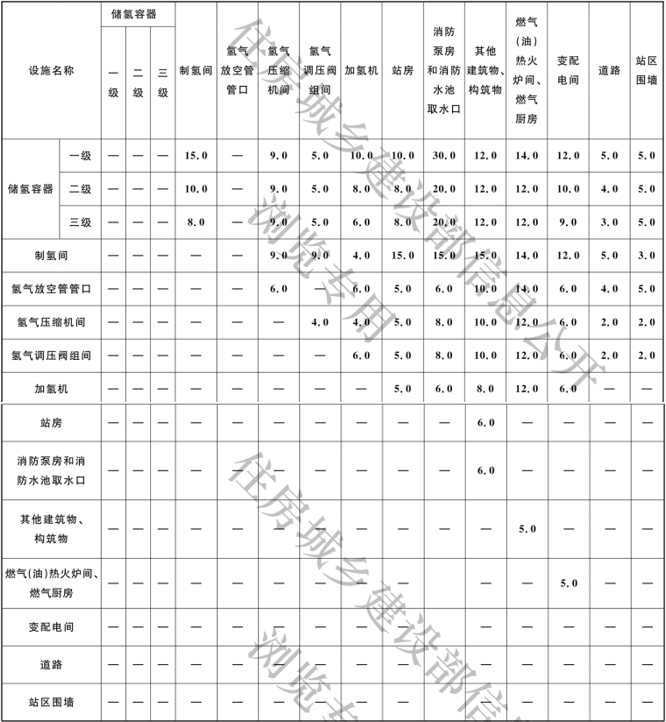 设施名称 储氢容器 制氢间 氢气放空管管口 氢气压缩机间 氢气调压阀组间 加氢机 站房 消防泵房和消防水池取水口 其他建筑物、构筑物 燃气(油)热火炉间、燃气厨房 变配电间 道路 站区围墙
一级 二级 三级
储氢容器 一级 — — — 15.0 — 9.0 5.0 10.0 10.0 30.0 12.0 14.0 12.0 5.0 5.0
二级 — — — 10.0 — 9.0 5.0 8.0 8.0 20.0 12.0 12.0 10.0 4.0 5.0
三级 — — — 8.0 — 9.0 5.0 6.0 8.0 20.0 12.0 12.0 9.0 3.0 5.0
制氢间 — — — — — 9.0 9.0 4.0 15.0 15.0 15.0 14.0 12.0 5.0 3.0
氢气放空管管口 — — — — — 6.0 — 6.0 5.0 6.0 10.0 14.0 6.0 4.0 5.0
氢气压缩机间 — — — — — — 4.0 4.0 5.0 8.0 10.0 12.0 6.0 2.0 2.0
氢气调压阀组间 — — — — — — — 6.0 5.0 8.0 10.0 12.0 6.0 2.0 2.0
加氢机 — — — — — — — — 5.0 6.0 8.0 12.0 6.0 — —
站房 — — — — — — — — — — 6.0 — — — —
消防泵房和消防水池取水口 — — — — — — — — — — 6.0 — — — —
其他建筑物、构筑物 — — — — — — — — — — — 5.0 — — —
燃气(油)热火炉间、燃气厨房 — — — — — — — — — — — — 5.0 — —
变配电间 — — — — — — — — — — — — — — —
道路 — — — — — — — — — — — — — — —
站区围墙 — — — — — — — — — — — — — — —
住房城乡建设部信息公开
浏览专用
住房城乡建设部信
浏览专用